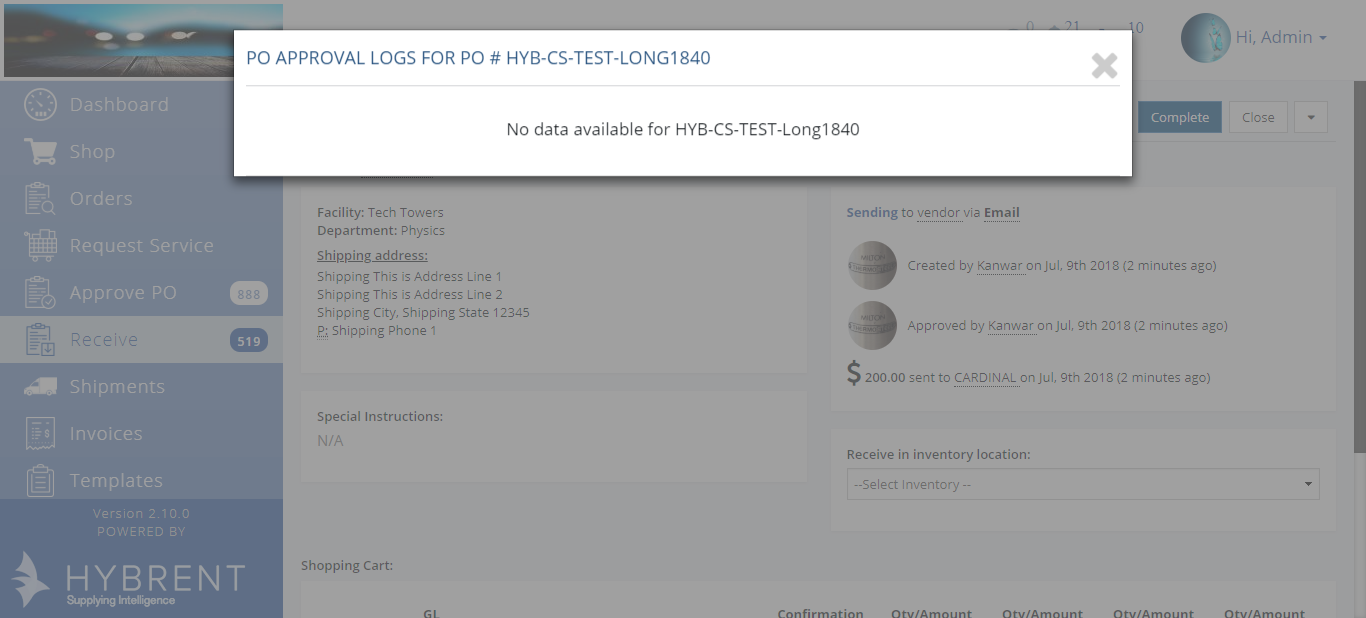 0 21 10
Hi, Admin
PO APPROVAL LOGS FOR PO # HYB-CS-TEST-LONG1840
No data available for HYB-CS-TEST-Long1840
Dashboard
Shop
Orders
Request Service
Approve PO 888
Receive 519
Shipments
Invoices
Templates
Version 2.10.0
POWERED BY
HYBRENT
Supplying Intelligence
Complete Close
Facility: Tech Towers
Department: Physics
Shipping address:
Shipping This is Address Line 1
Shipping This is Address Line 2
Shipping City, Shipping State 12345
P: Shipping Phone 1
Special Instructions:
N/A
Sending to vendor via Email
Created by Kanwar on Jul, 9th 2018 (2 minutes ago)
Approved by Kanwar on Jul, 9th 2018 (2 minutes ago)
$ 200.00 sent to CARDINAL on Jul, 9th 2018 (2 minutes ago)
Receive in inventory location:
--Select Inventory --
Shopping Cart:
GL Confirmation Qty/Amount Qty/Amount Qty/Amount Qty/Amount